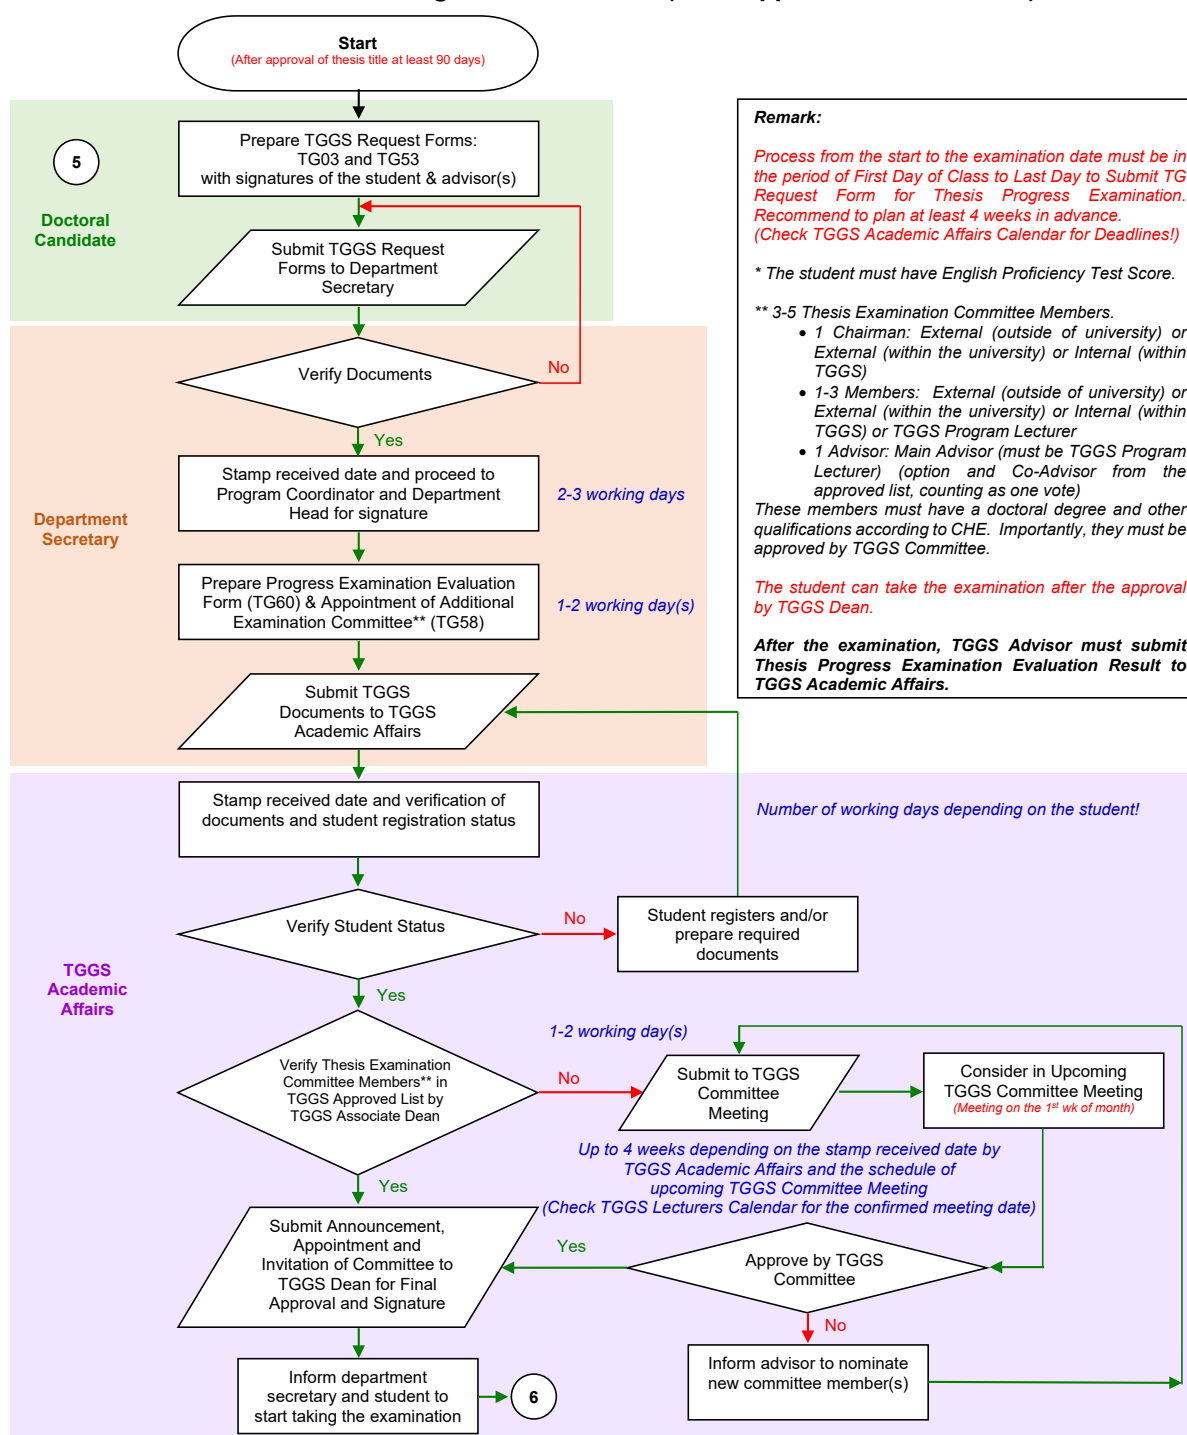 Start
(After approval of thesis title at least 90 days)
5
Doctoral
Candidate
Prepare TGGS Request Forms:
TG03 and TG53
with signatures of the student & advisor(s)
Submit TGGS Request
Forms to Department
Secretary
Verify Documents
No
Yes
Department
Secretary
Stamp received date and proceed to
Program Coordinator and Department
Head for signature
2-3 working days
Prepare Progress Examination Evaluation
Form (TG60) & Appointment of Additional
Examination Committee** (TG58)
1-2 working day(s)
Submit TGGS
Documents to TGGS
Academic Affairs
Remark:
Process from the start to the examination date must be in
the period of First Day of Class to Last Day to Submit TG
Request Form for Thesis Progress Examination.
Recommend to plan at least 4 weeks in advance.
(Check TGGS Academic Affairs Calendar for Deadlines!)
* The student must have English Proficiency Test Score.
** 3-5 Thesis Examination Committee Members.
• 1 Chairman: External (outside of university) or
External (within the university) or Internal (within
TGGS)
• 1-3 Members: External (outside of university) or
External (within the university) or Internal (within
TGGS) or TGGS Program Lecturer
• 1 Advisor: Main Advisor (must be TGGS Program
Lecturer) (option and Co-Advisor from the
approved list, counting as one vote)
These members must have a doctoral degree and other
qualifications according to CHE. Importantly, they must be
approved by TGGS Committee.
The student can take the examination after the approval
by TGGS Dean.
After the examination, TGGS Advisor must submit
Thesis Progress Examination Evaluation Result to
TGGS Academic Affairs.
Stamp received date and verification of
documents and student registration status
Number of working days depending on the student!
Verify Student Status
No
Student registers and/or
prepare required
documents
TGGS
Academic
Affairs
Yes
Verify Thesis Examination
Committee Members** in
TGGS Approved List by
TGGS Associate Dean
1-2 working day(s)
No
Submit to TGGS
Committee
Meeting
Consider in Upcoming
TGGS Committee Meeting
(Meeting on the 1st wk of month)
Up to 4 weeks depending on the stamp received date by
TGGS Academic Affairs and the schedule of
upcoming TGGS Committee Meeting
(Check TGGS Lecturers Calendar for the confirmed meeting date)
Yes
Submit Announcement,
Appointment and
Invitation of Committee to
TGGS Dean for Final
Approval and Signature
Yes
Approve by TGGS
Committee
No
Inform advisor to nominate
new committee member(s)
Inform department
secretary and student to
start taking the examination
6